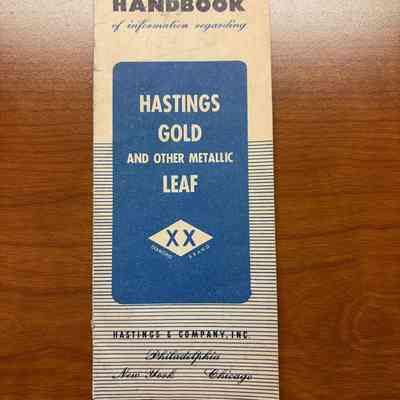 HANDBOOK
of information regarding
HASTINGS
GOLD
AND OTHER METALLIC
LEAF
XX
DIAMOND BRAND
HASTINGS & COMPANY, INC.
Philadelphia
New York Chicago